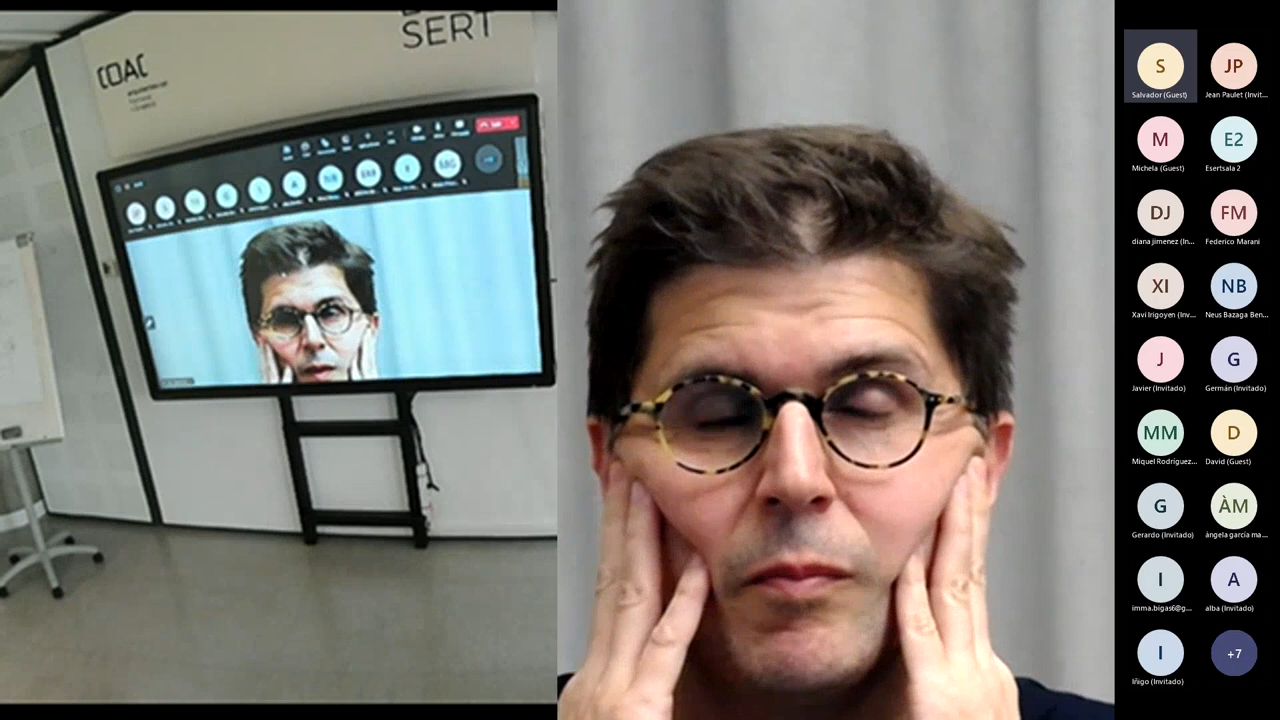 SERT
COAC
S
Salvador (Guest)
JP
Jean Paulet (Invit...
M
Michela (Guest)
E2
Esertsala 2
DJ
diana jimenez (In...
FM
Federico Marani
XI
Xavi Irigoyen (Inv...
NB
Neus Bazaga Ben...
J
Javier (Invitado)
G
Germán (Invitado)
MM
Miquel Rodríguez...
D
David (Guest)
G
Gerardo (Invitado)
ÀM
àngela garcía ma...
I
imma.bigas6@g...
A
alba (Invitado)
I
Iñigo (Invitado)
+7